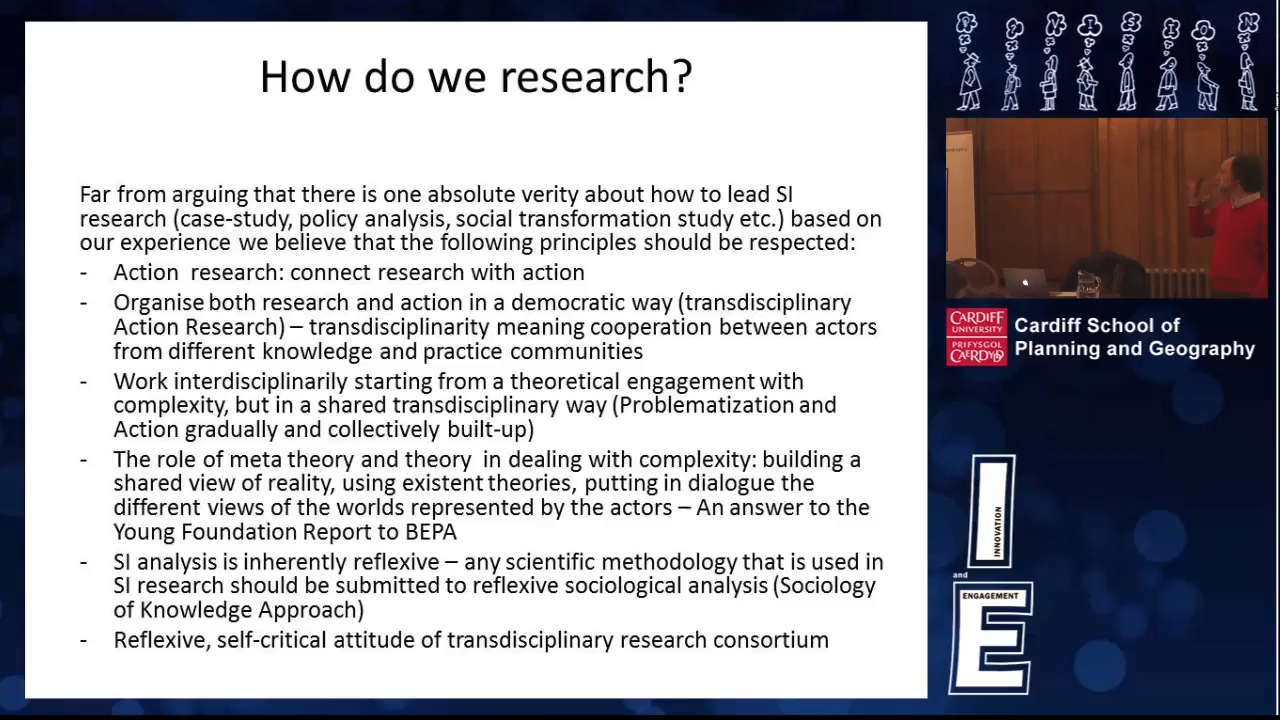 How do we research?
Far from arguing that there is one absolute verity about how to lead SI
research (case-study, policy analysis, social transformation study etc.) based on
our experience we believe that the following principles should be respected:
- Action  research: connect research with action
- Organise both research and action in a democratic way (transdisciplinary
Action Research) – transdisciplinarity meaning cooperation between actors
from different knowledge and practice communities
- Work interdisciplinarily starting from a theoretical engagement with
complexity, but in a shared transdisciplinary way (Problematization and
Action gradually and collectively built-up)
- The role of meta theory and theory  in dealing with complexity: building a
shared view of reality, using existent theories, putting in dialogue the
different views of the worlds represented by the actors – An answer to the
Young Foundation Report to BEPA
- SI analysis is inherently reflexive – any scientific methodology that is used in
SI research should be submitted to reflexive sociological analysis (Sociology
of Knowledge Approach)
- Reflexive, self-critical attitude of transdisciplinary research consortium
? ? V I S I O N
CARDIFF
UNIVERSITY
PRIFYSGOL
CAERDYDD
Cardiff School of
Planning and Geography
I
INNOVATION
and
ENGAGEMENT
E